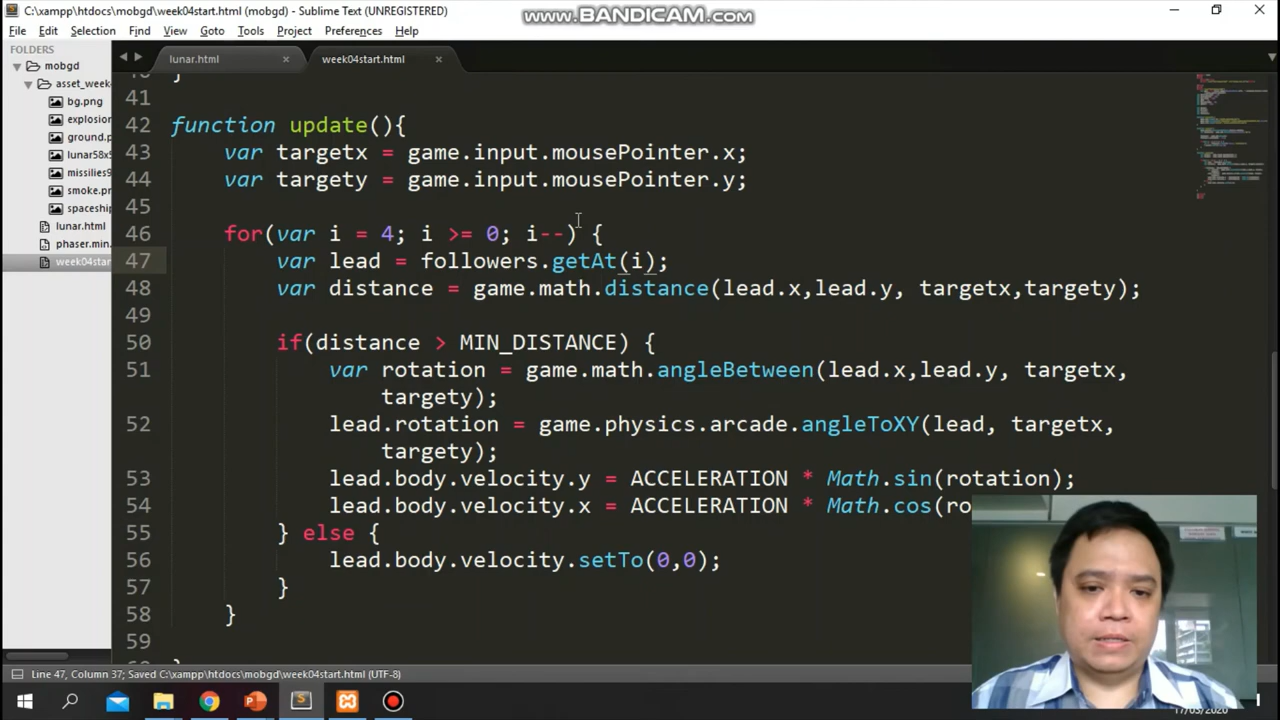 C:\xampp\htdocs\mobgd\week04start.html (mobgd) - Sublime Text (UNREGISTERED)
www.BANDICAM.com
File Edit Selection Find View Goto Tools Project Preferences Help
FOLDERS
mobgd
asset_week
bg.png
explosion
ground.p
lunar58x5
missilies9
smoke.pn
spaceship
lunar.html
phaser.min.
week04star
lunar.html
week04start.html
41
42 function update(){
43 var targetx = game.input.mousePointer.x;
44 var targety = game.input.mousePointer.y;
45
46 for(var i = 4; i >= 0; i--) {
47 var lead = followers.getAt(i);
48 var distance = game.math.distance(lead.x,lead.y, targetx,targety);
49
50 if(distance > MIN_DISTANCE) {
51 var rotation = game.math.angleBetween(lead.x,lead.y, targetx,
targety);
52 lead.rotation = game.physics.arcade.angleToXY(lead, targetx,
targety);
53 lead.body.velocity.y = ACCELERATION * Math.sin(rotation);
54 lead.body.velocity.x = ACCELERATION * Math.cos(ro
55 } else {
56 lead.body.velocity.setTo(0,0);
57 }
58 }
59
Line 47, Column 37; Saved C:\xampp\htdocs\mobgd\week04start.html (UTF-8)